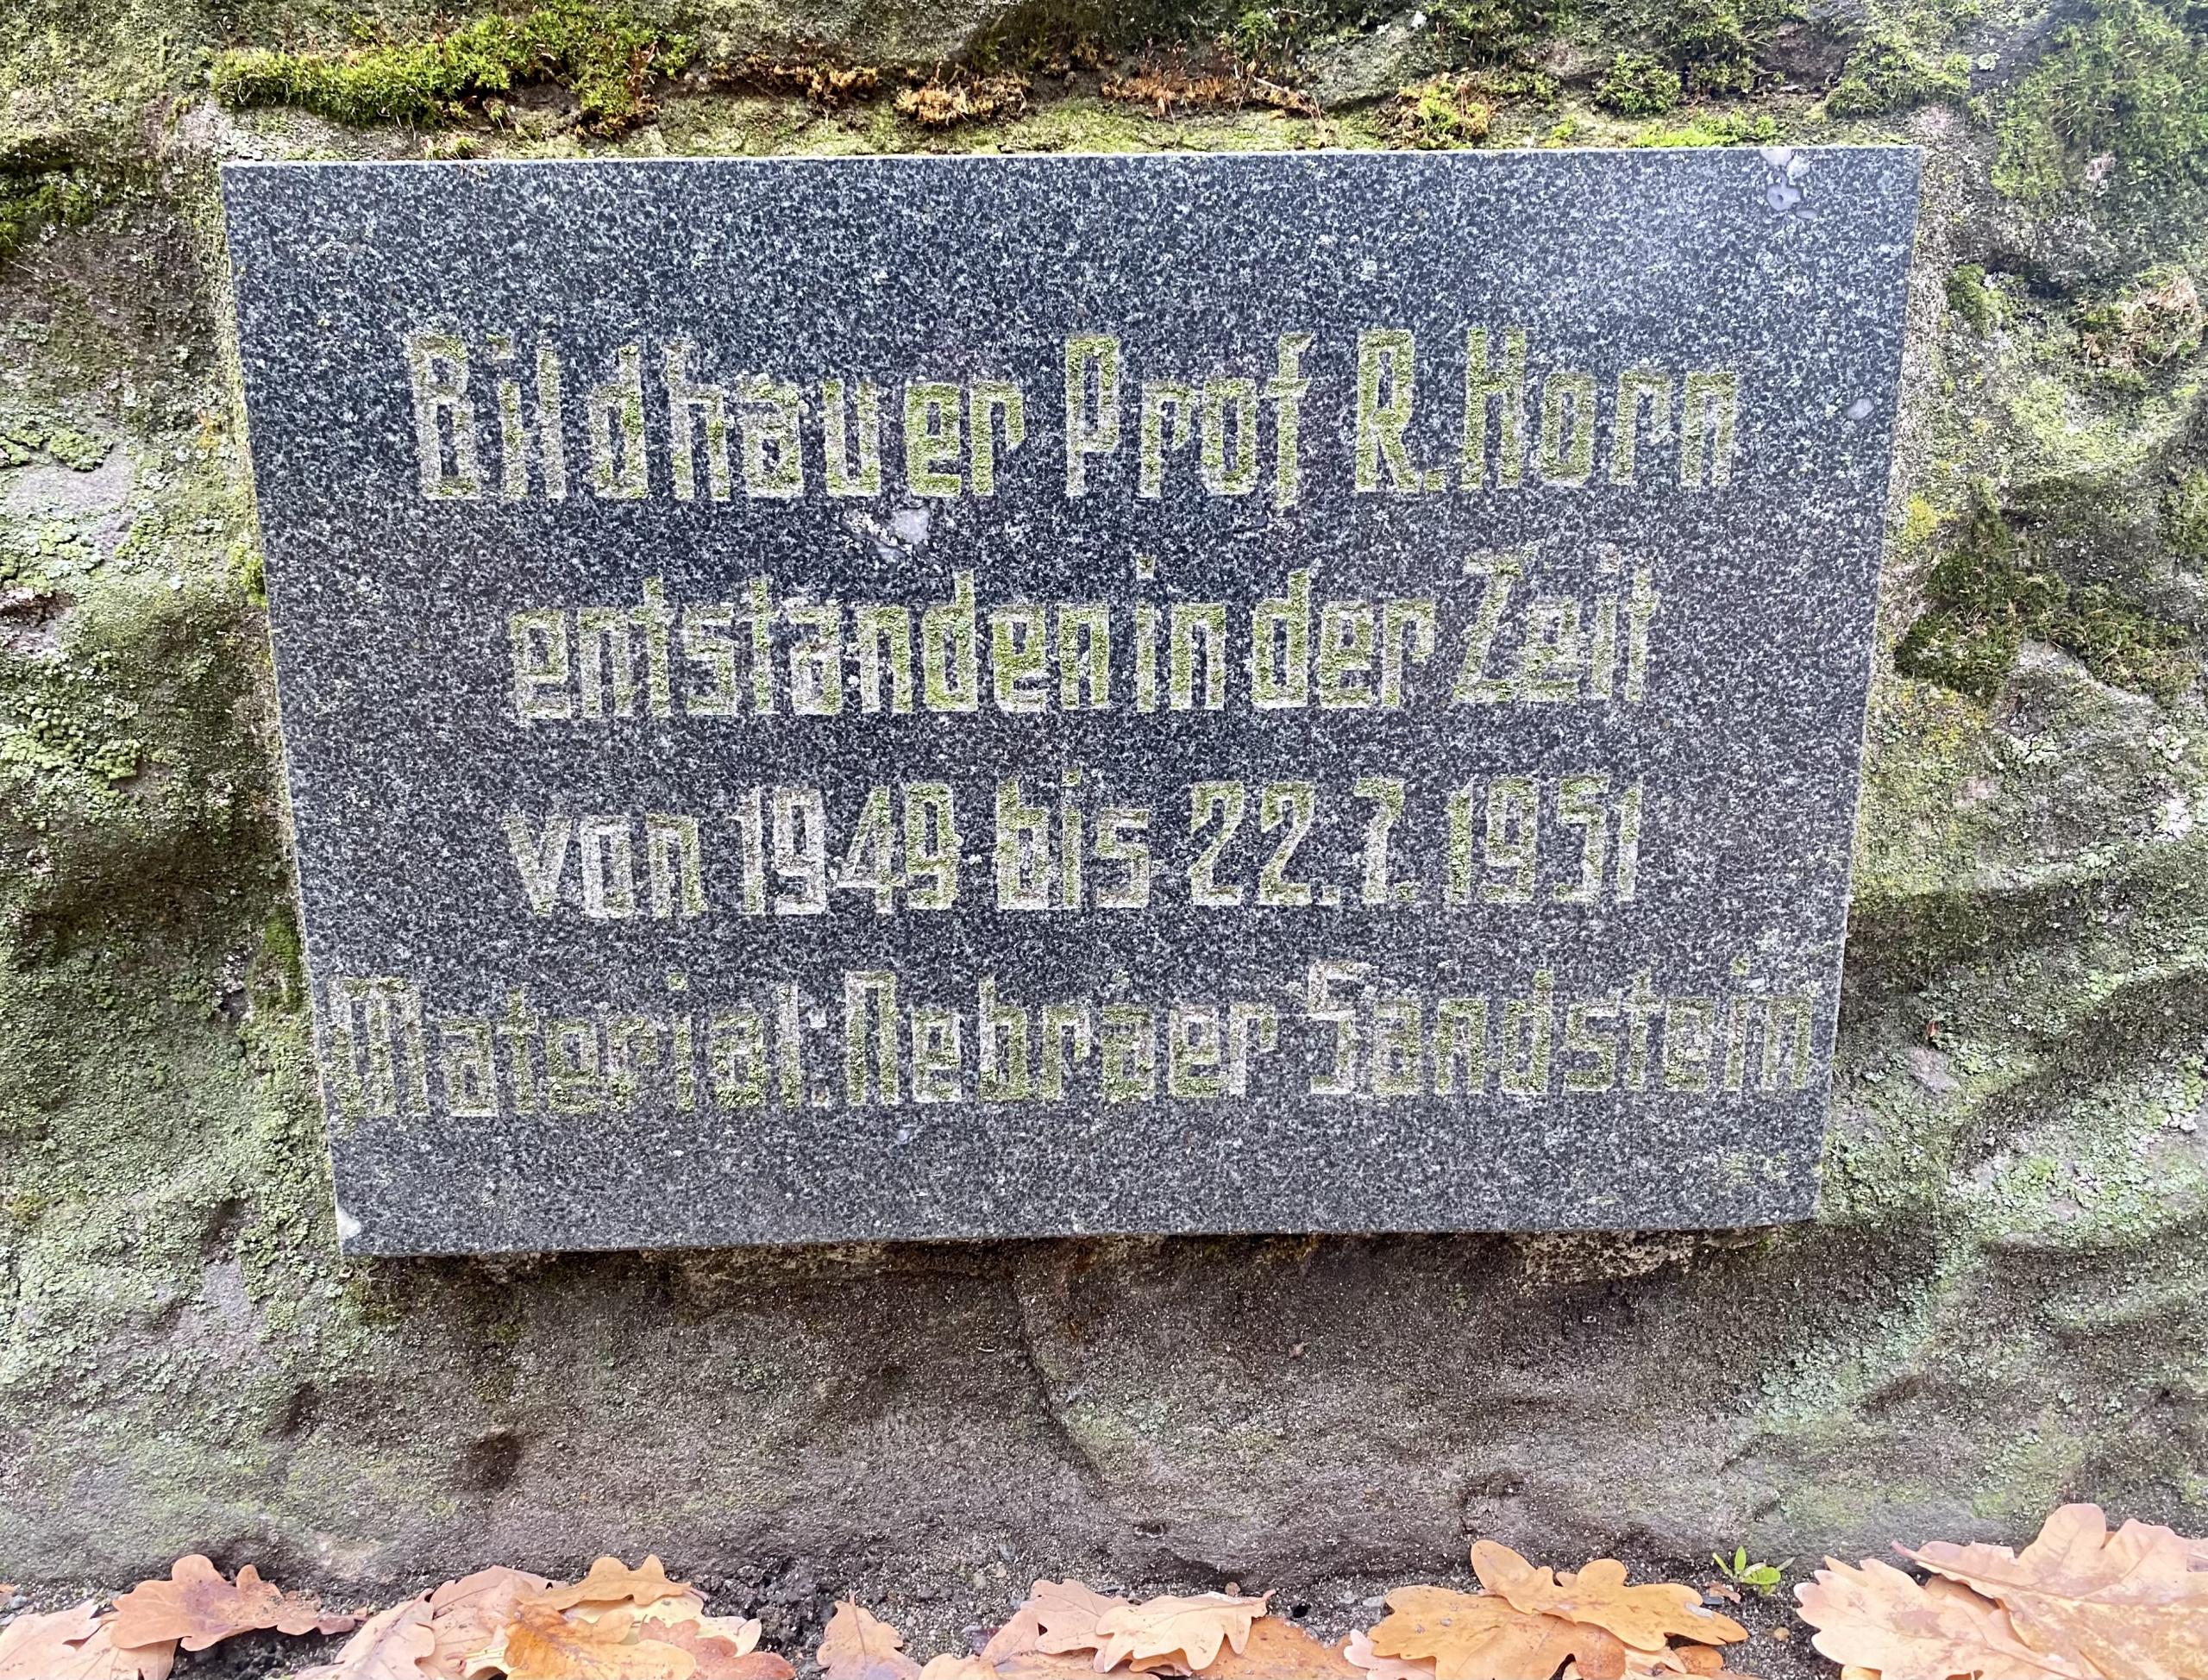 Bildhauer Prof R. Horn
entstanden in der Zeit
von 1949 bis 22.7.1951
Material: Nebraer Sandstein